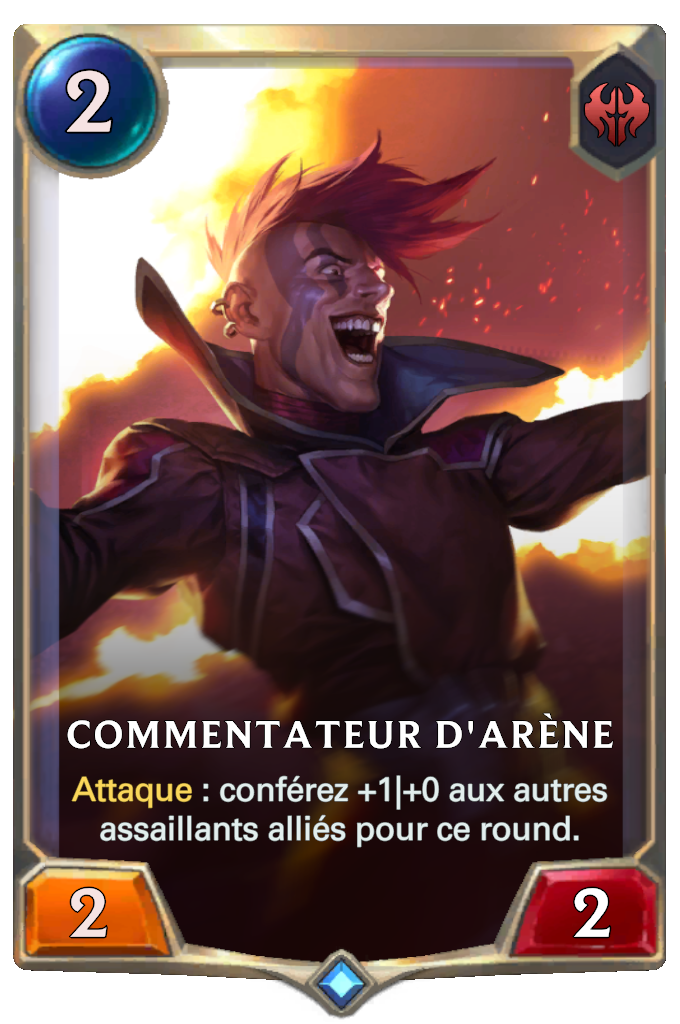 2
COMMENTATEUR D'ARÈNE
Attaque : conférez +1|+0 aux autres
assaillants alliés pour ce round.
2
2